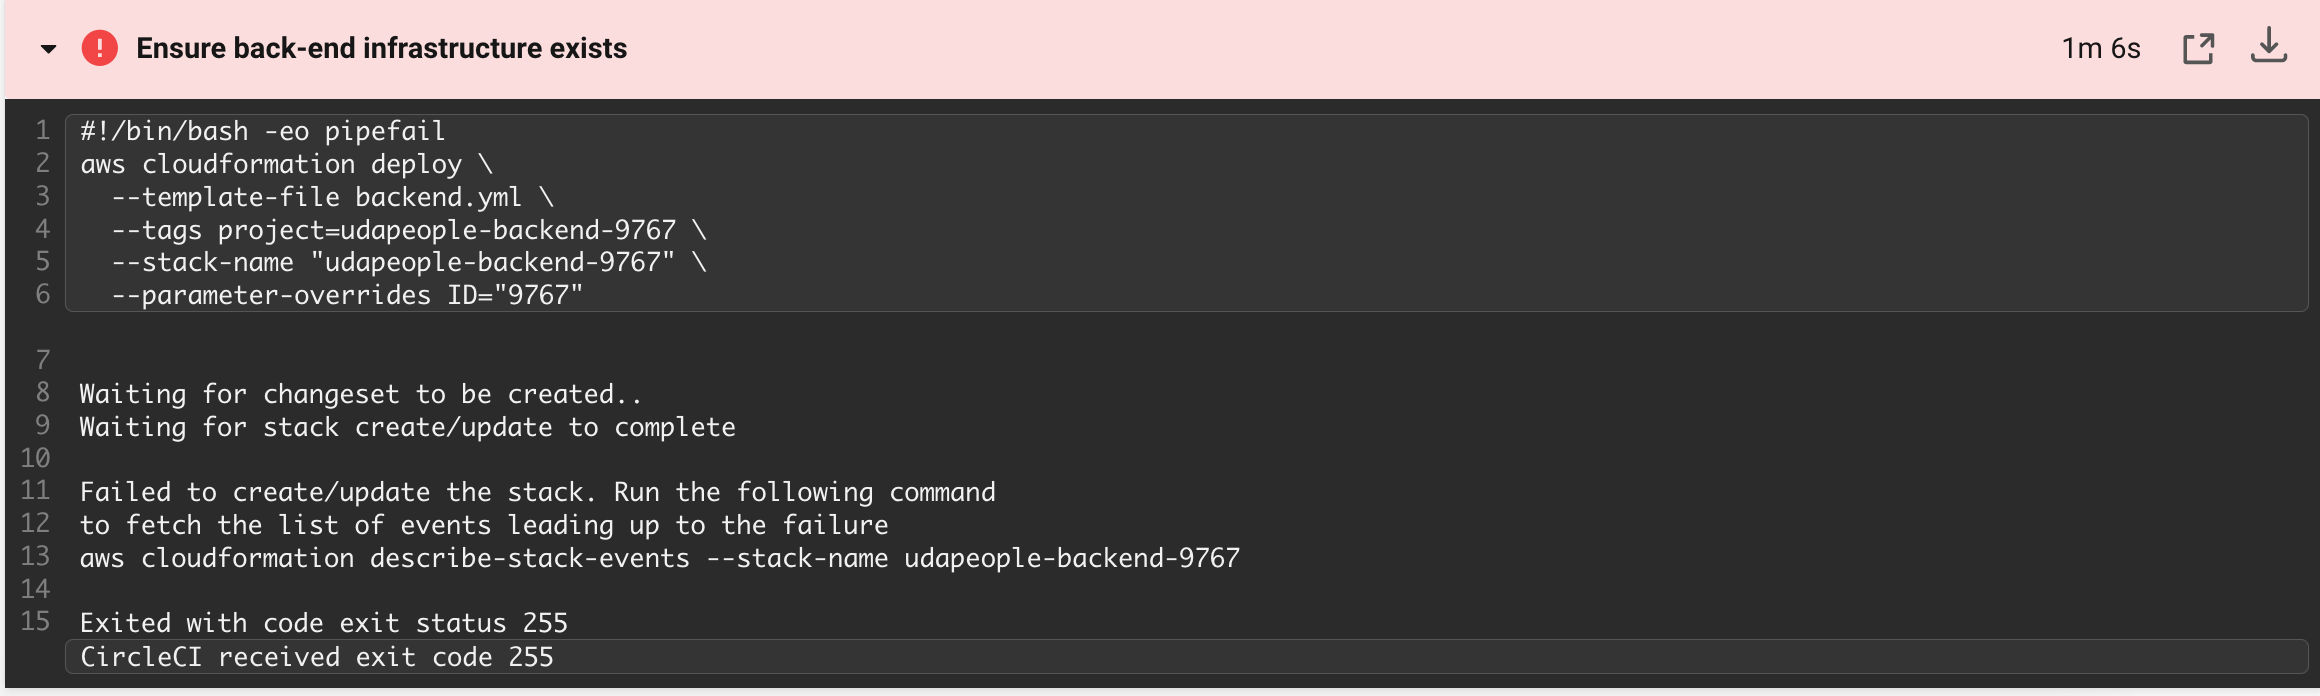 Ensure back-end infrastructure exists
1m 6s
1 #!/bin/bash -eo pipefail
2 aws cloudformation deploy \
3   --template-file backend.yml \
4   --tags project=udapeople-backend-9767 \
5   --stack-name "udapeople-backend-9767" \
6   --parameter-overrides ID="9767"
7
8 Waiting for changeset to be created..
9 Waiting for stack create/update to complete
10
11 Failed to create/update the stack. Run the following command
12 to fetch the list of events leading up to the failure
13 aws cloudformation describe-stack-events --stack-name udapeople-backend-9767
14
15 Exited with code exit status 255
CircleCI received exit code 255